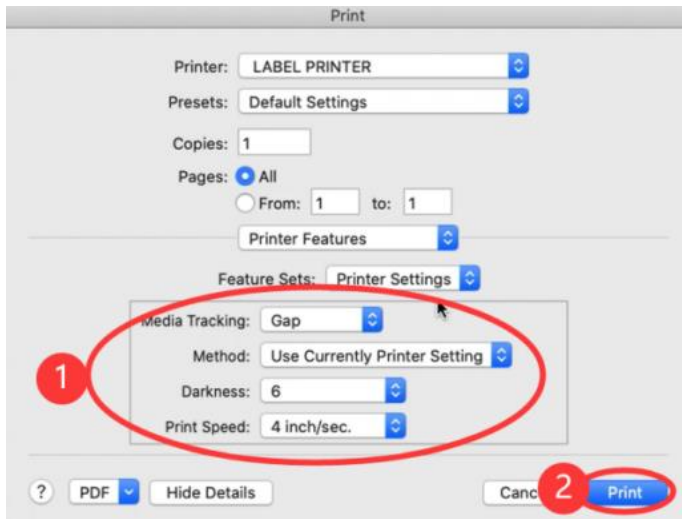 Print
Printer: LABEL PRINTER
Presets: Default Settings
Copies: 1
Pages: All
From: 1 to: 1
Printer Features
Feature Sets: Printer Settings
Media Tracking: Gap
1
Method: Use Currently Printer Setting
Darkness: 6
Print Speed: 4 inch/sec.
? PDF Hide Details Canc 2 Print